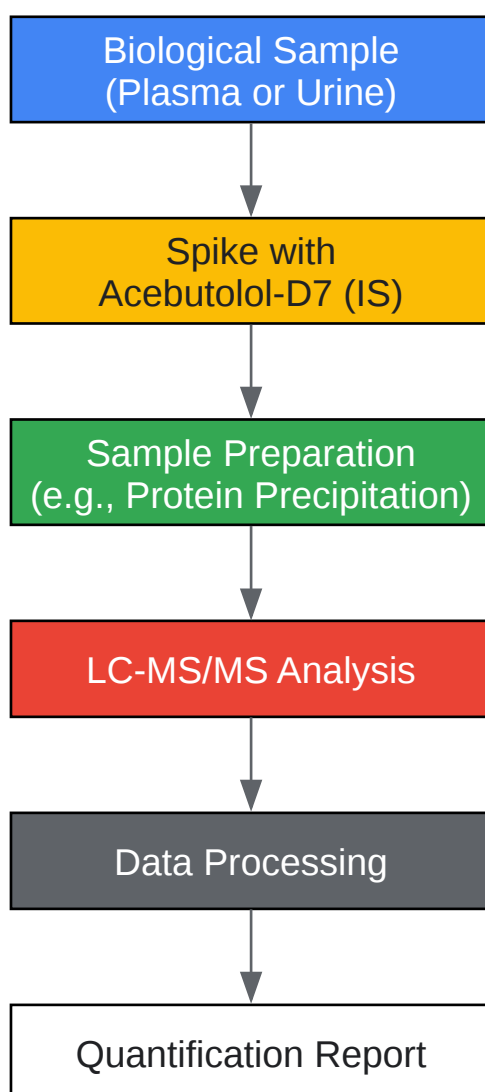 Biological Sample
(Plasma or Urine)
Spike with
Acebutolol-D7 (IS)
Sample Preparation
(e.g., Protein Precipitation)
LC-MS/MS Analysis
Data Processing
Quantification Report